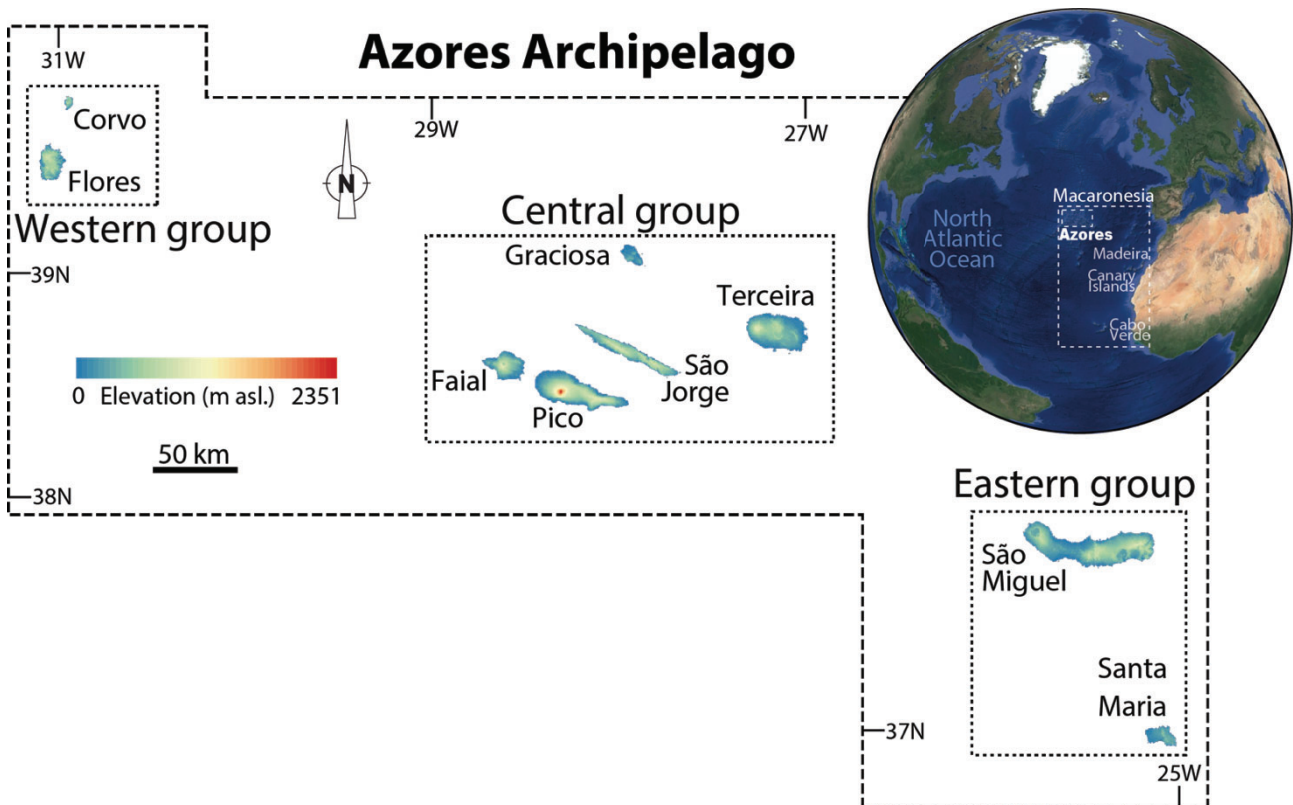 Azores Archipelago
31W
29W
27W
Corvo
Flores
Western group
N
Central group
Graciosa
Terceira
São
Jorge
Faial
Pico
39N
0 Elevation (m asl.) 2351
50 km
38N
Macaronesia
North
Atlantic
Ocean
Azores
Madeira
Canary
Islands
Cabo
Verde
Eastern group
São
Miguel
Santa
Maria
37N
25W